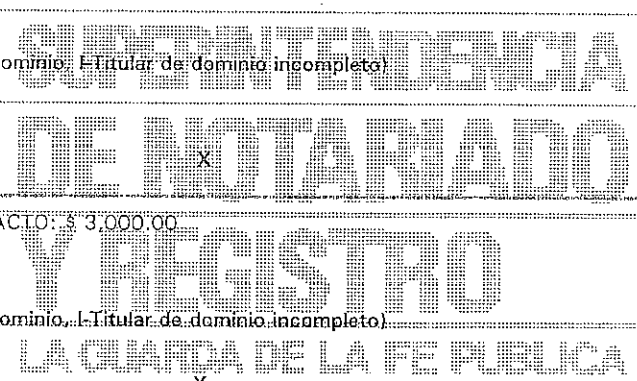 SUPERINTENDENCIA
ominio, I-Titular de dominio incompleto)
DE NOTARIADO
X
ACTO: $ 3,000.00
Y REGISTRO
ominio, I-Titular de dominio incompleto)
LA GUARDA DE LA FE PUBLICA
X